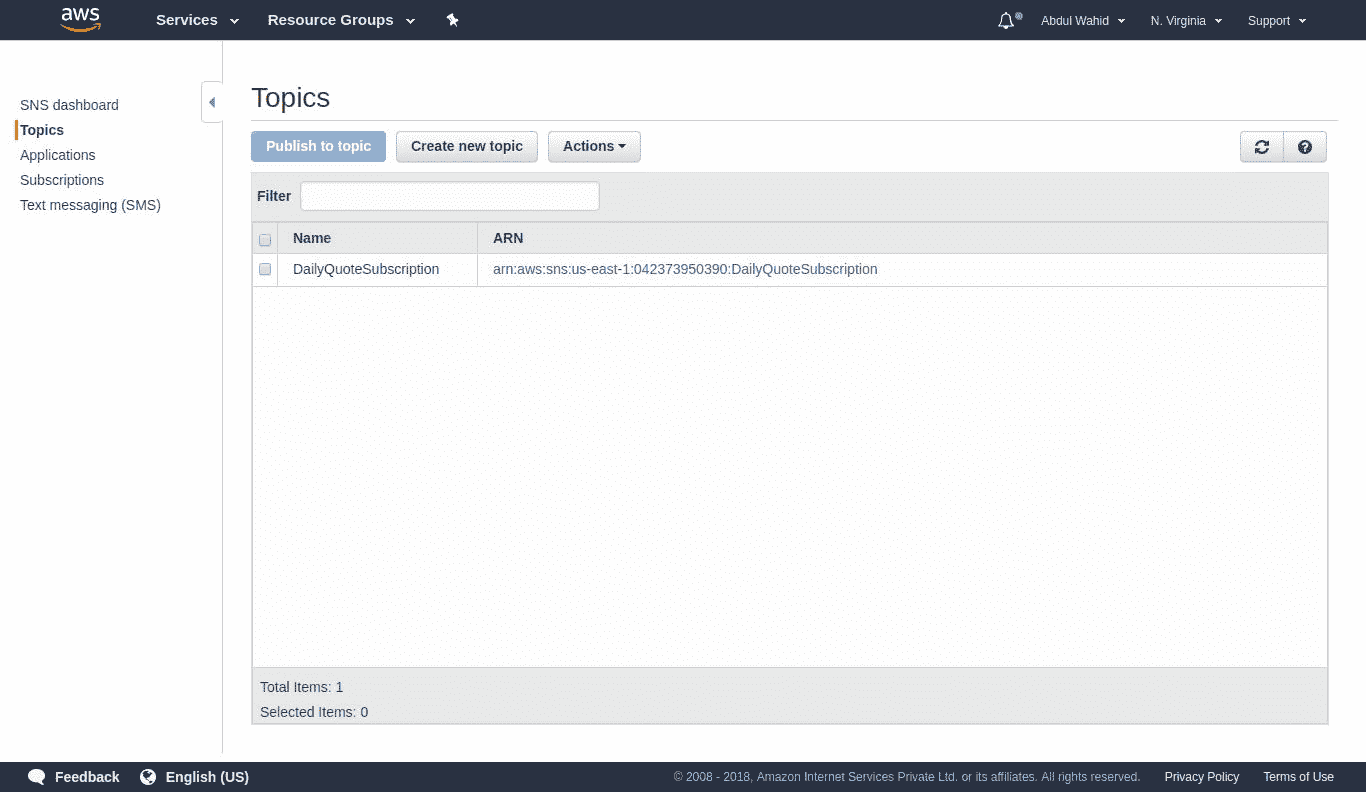 aws
Services
Resource Groups
Abdul Wahid
N. Virginia
Support
SNS dashboard
Topics
Applications
Subscriptions
Text messaging (SMS)
Topics
Publish to topic
Create new topic
Actions
Filter
Name
ARN
DailyQuoteSubscription
arn:aws:sns:us-east-1:042373950390:DailyQuoteSubscription
Total Items: 1
Selected Items: 0
Feedback
English (US)
© 2008 - 2018, Amazon Internet Services Private Ltd. or its affiliates. All rights reserved.
Privacy Policy
Terms of Use